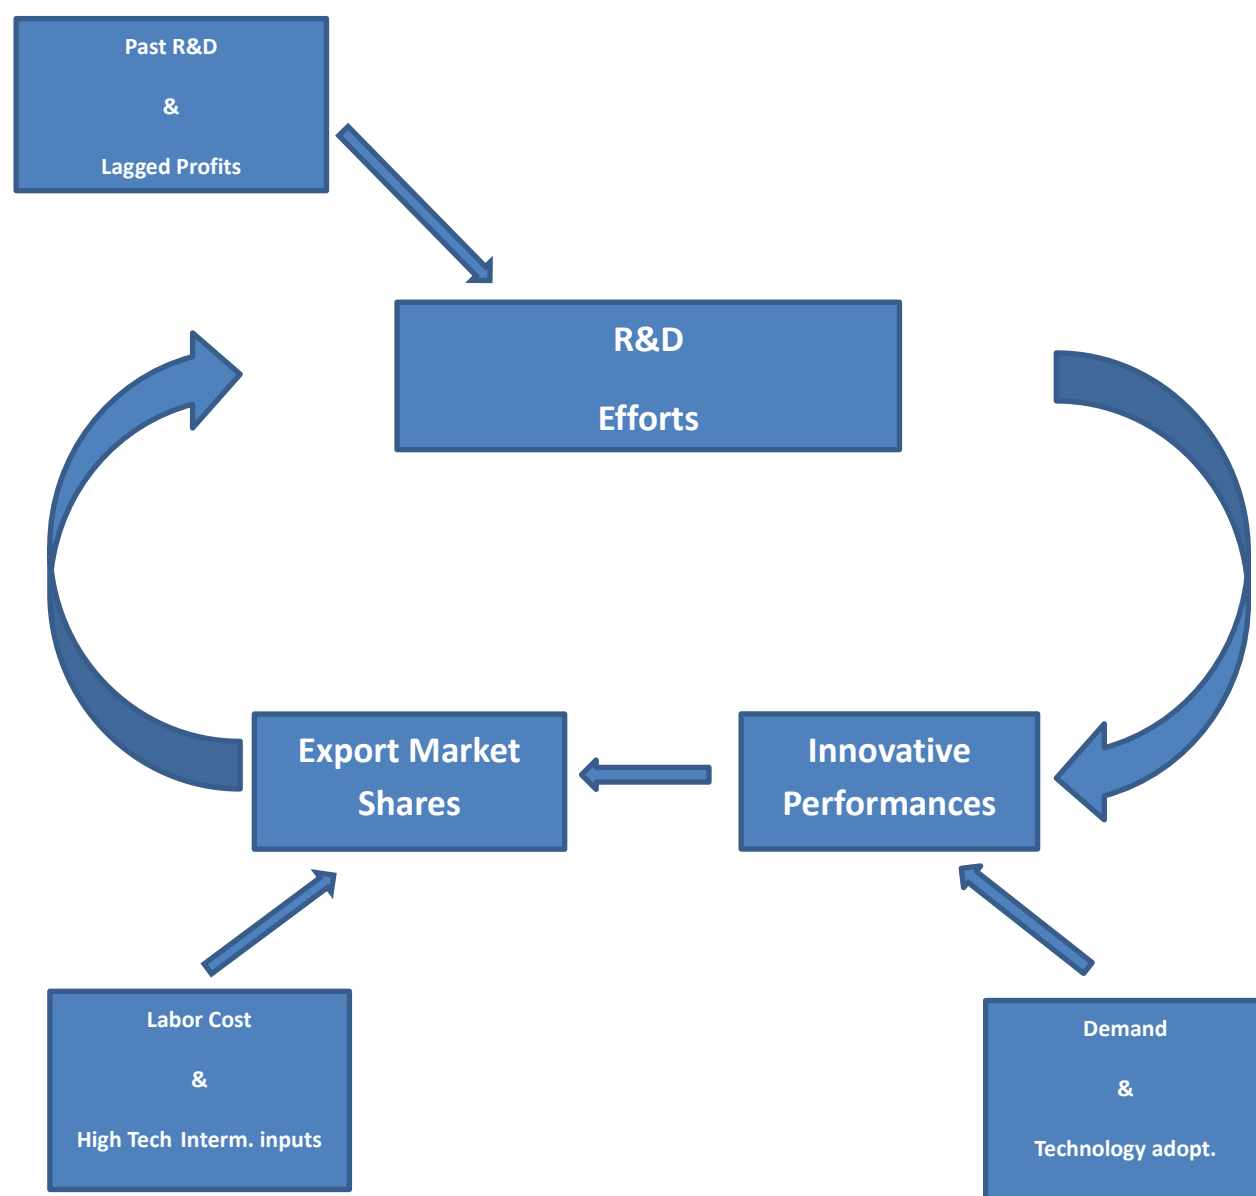 Past R&D
&
Lagged Profits
R&D
Efforts
Export Market
Shares
Innovative
Performances
Labor Cost
&
High Tech Interm. inputs
Demand
&
Technology adopt.